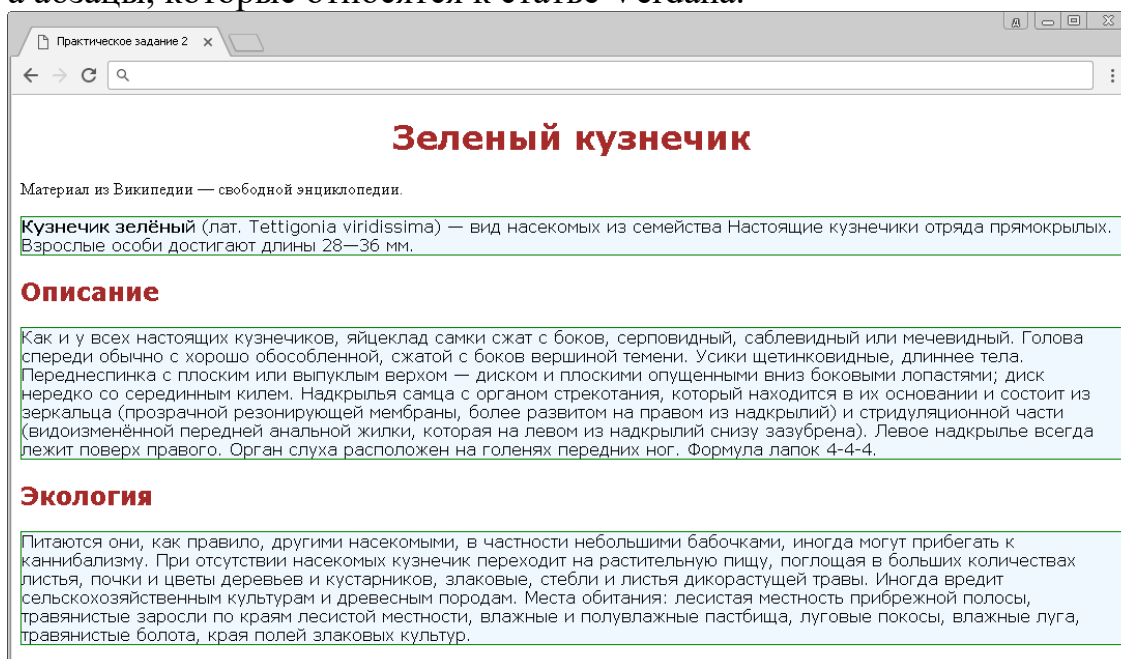 а абзацы, которые относятся к статье Verdana.
Практическое задание 2
Зеленый кузнечик
Материал из Википедии — свободной энциклопедии.
Кузнечик зелёный (лат. Tettigonia viridissima) — вид насекомых из семейства Настоящие кузнечики отряда прямокрылых.
Взрослые особи достигают длины 28—36 мм.
Описание
Как и у всех настоящих кузнечиков, яйцеклад самки сжат с боков, серповидный, саблевидный или мечевидный. Голова
спереди обычно с хорошо обособленной, сжатой с боков вершиной темени. Усики щетинковидные, длиннее тела.
Переднеспинка с плоским или выпуклым верхом — диском и плоскими опущенными вниз боковыми лопастями; диск
нередко со серединным килем. Надкрылья самца с органом стрекотания, который находится в их основании и состоит из
зеркальца (прозрачной резонирующей мембраны, более развитом на правом из надкрылий) и стридуляционной части
(видоизменённой передней анальной жилки, которая на левом из надкрылий снизу зазубрена). Левое надкрылье всегда
лежит поверх правого. Орган слуха расположен на голенях передних ног. Формула лапок 4-4-4.
Экология
Питаются они, как правило, другими насекомыми, в частности небольшими бабочками, иногда могут прибегать к
каннибализму. При отсутствии насекомых кузнечик переходит на растительную пищу, поглощая в больших количествах
листья, почки и цветы деревьев и кустарников, злаковые, стебли и листья дикорастущей травы. Иногда вредит
сельскохозяйственным культурам и древесным породам. Места обитания: лесистая местность прибрежной полосы,
травянистые заросли по краям лесистой местности, влажные и полувлажные пастбища, луговые покосы, влажные луга,
травянистые болота, края полей злаковых культур.